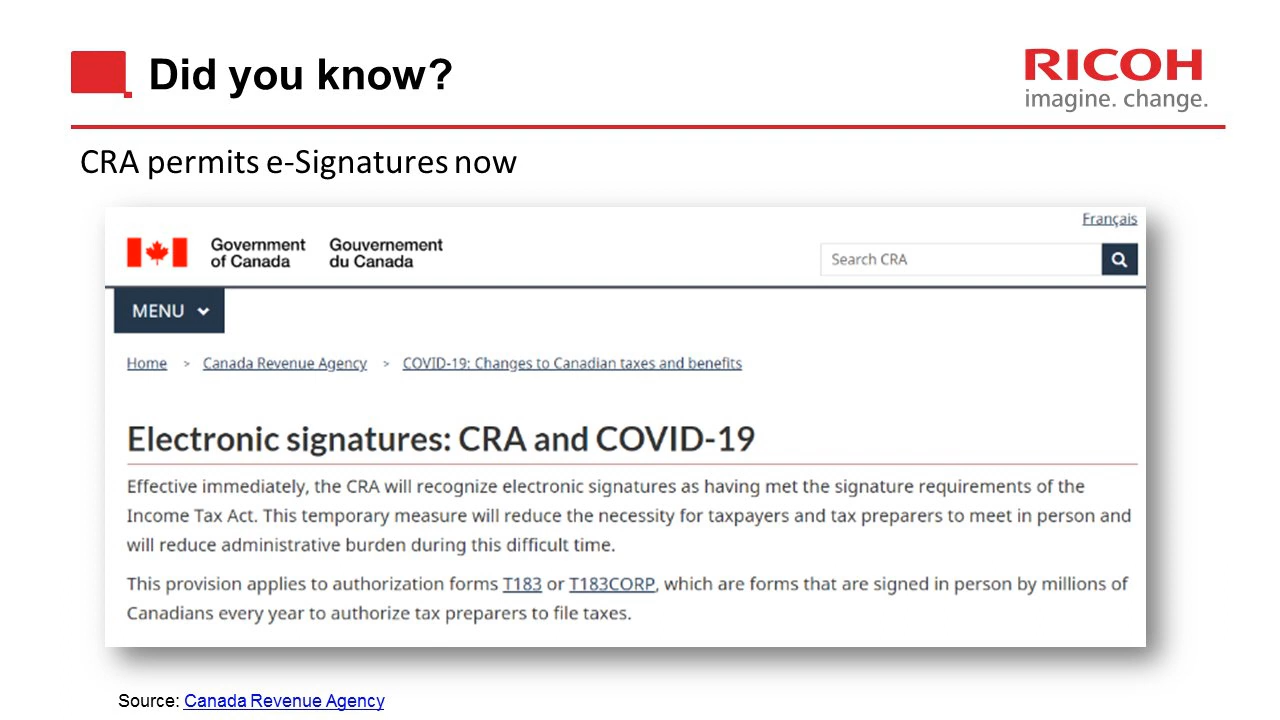 Did you know?
RICOH
imagine. change.
CRA permits e-Signatures now
Français
Government
of Canada
Gouvernement
du Canada
Search CRA
MENU
Home > Canada Revenue Agency > COVID-19: Changes to Canadian taxes and benefits
Electronic signatures: CRA and COVID-19
Effective immediately, the CRA will recognize electronic signatures as having met the signature requirements of the
Income Tax Act. This temporary measure will reduce the necessity for taxpayers and tax preparers to meet in person and
will reduce administrative burden during this difficult time.
This provision applies to authorization forms T183 or T183CORP, which are forms that are signed in person by millions of
Canadians every year to authorize tax preparers to file taxes.
Source: Canada Revenue Agency